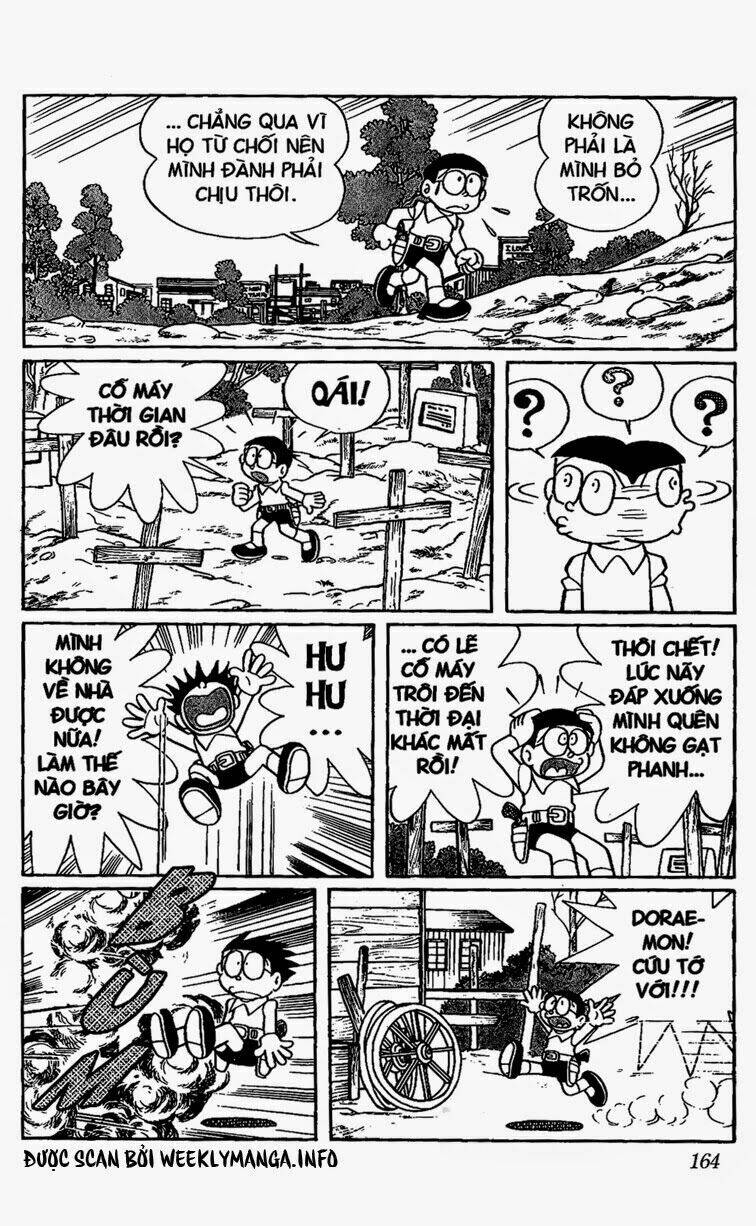 KHÔNG
PHẢI LÀ
MÌNH BỎ
TRỐN...
... CHẲNG QUA VÌ
HỌ TỪ CHỐI NÊN
MÌNH ĐÀNH PHẢI
CHỊU THÔI.
? ? ?
QÁI!
CỖ MÁY
THỜI GIAN
ĐÂU RỒI?
THÔI CHẾT!
LÚC NÃY
ĐÁP XUỐNG
MÌNH QUÊN
KHÔNG GẠT
PHANH...
... CÓ LẼ
CỖ MÁY
TRÔI ĐẾN
THỜI ĐẠI
KHÁC MẤT
RỒI!
HU
HU
...
MÌNH
KHÔNG
VỀ NHÀ
ĐƯỢC
NỮA!
LÀM THẾ
NÀO BÂY
GIỜ?
DORAE-
MON!
CỨU TỚ
VỚI!!!
ĐƯỢC SCAN BỞI WEEKLYMANGA.INFO
164